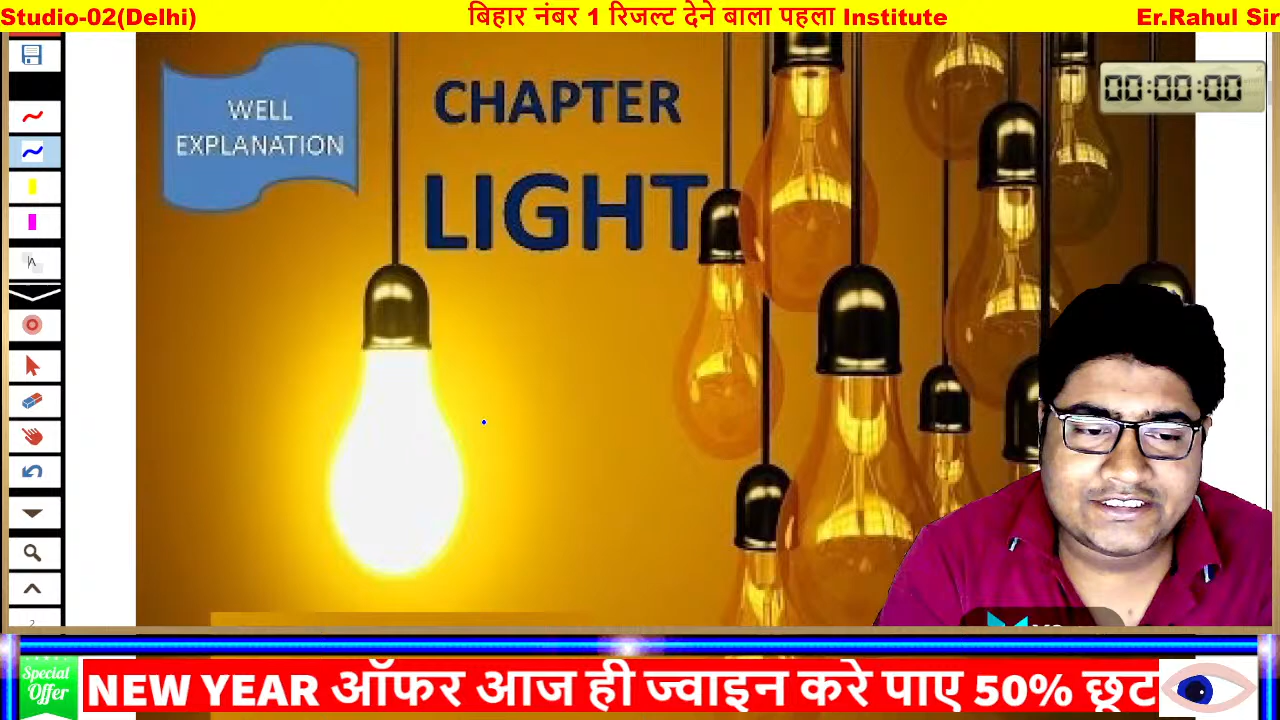 Studio-02(Delhi) बिहार नंबर 1 रिजल्ट देने बाला पहला Institute Er.Rahul Sir
WELL
EXPLANATION
CHAPTER
LIGHT
00:00:00
Special
Offer
NEW YEAR ऑफर आज ही ज्वाइन करे पाए 50% छूट